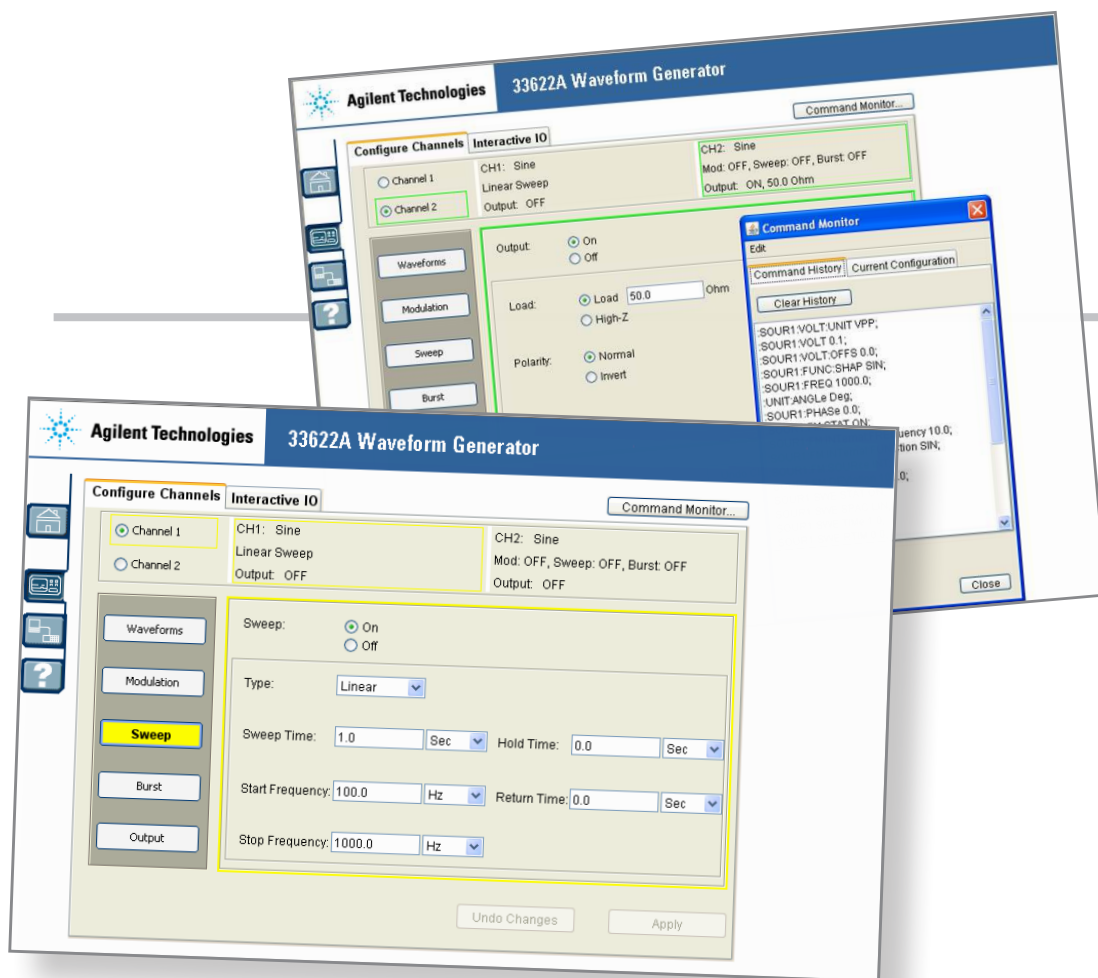 Agilent Technologies 33622A Waveform Generator
Command Monitor...
Configure Channels Interactive IO
Channel 1
Channel 2
CH1: Sine
Linear Sweep
Output: OFF
CH2: Sine
Mod: OFF, Sweep: OFF, Burst: OFF
Output: ON, 50.0 Ohm
Waveforms
Modulation
Sweep
Burst
Output: On
Off
Load: Load 50.0 Ohm
High-Z
Polarity: Normal
Invert
?
Command Monitor
Edit
Command History Current Configuration
Clear History
:SOUR1:VOLT:UNIT VPP;
:SOUR1:VOLT 0.1;
:SOUR1:VOLT:OFFS 0.0;
:SOUR1:FUNC:SHAP SIN;
:SOUR1:FREQ 1000.0;
:UNIT:ANGLe Deg;
:SOUR1:PHASe 0.0;
STAT ON;
uency 10.0;
tion SIN;
.0;
Close
Agilent Technologies 33622A Waveform Generator
Configure Channels Interactive IO
Command Monitor...
Channel 1
Channel 2
CH1: Sine
Linear Sweep
Output: OFF
CH2: Sine
Mod: OFF, Sweep: OFF, Burst: OFF
Output: OFF
?
Waveforms
Modulation
Sweep
Burst
Output
Sweep: On
Off
Type: Linear
Sweep Time: 1.0 Sec Hold Time: 0.0 Sec
Start Frequency: 100.0 Hz Return Time: 0.0 Sec
Stop Frequency: 1000.0 Hz
Undo Changes Apply